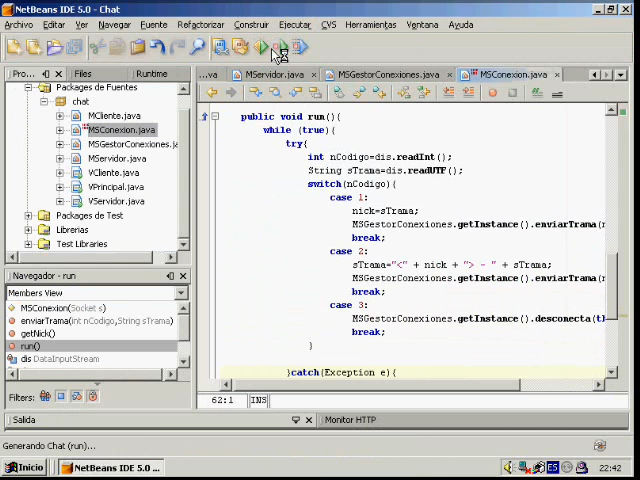 NetBeans IDE 5.0 - Chat
Archivo Editar Ver Navegar Fuente Refactorizar Construir Ejecutar CVS Herramientas Ventana Ayuda
Pro... Files Runtime
...va MServidor.java MSGestorConexiones.java MSConexion.java
Paquetes de Fuentes
chat
MCliente.java
MSConexion.java
MSGestorConexiones.j
MServidor.java
VCliente.java
VPrincipal.java
VServidor.java
Paquetes de Test
Librerias
Test Libraries
Navegador - run
Members View
MSConexion(Socket s)
enviarTrama(int nCodigo,String sTrama)
getNick()
run()
dis DataInputStream
Filters:
public void run(){
while (true){
try{
int nCodigo=dis.readInt();
String sTrama=dis.readUTF();
switch(nCodigo){
case 1:
nick=sTrama;
MSGestorConexiones.getInstance().enviarTrama(n
break;
case 2:
sTrama="<" + nick + "> - " + sTrama;
MSGestorConexiones.getInstance().enviarTrama(n
break;
case 3:
MSGestorConexiones.getInstance().desconecta(th
break;
}
}catch(Exception e){
62:1 INS
Salida Monitor HTTP
Generando Chat (run)...
Inicio NetBeans IDE 5.0 ... ES 22:42